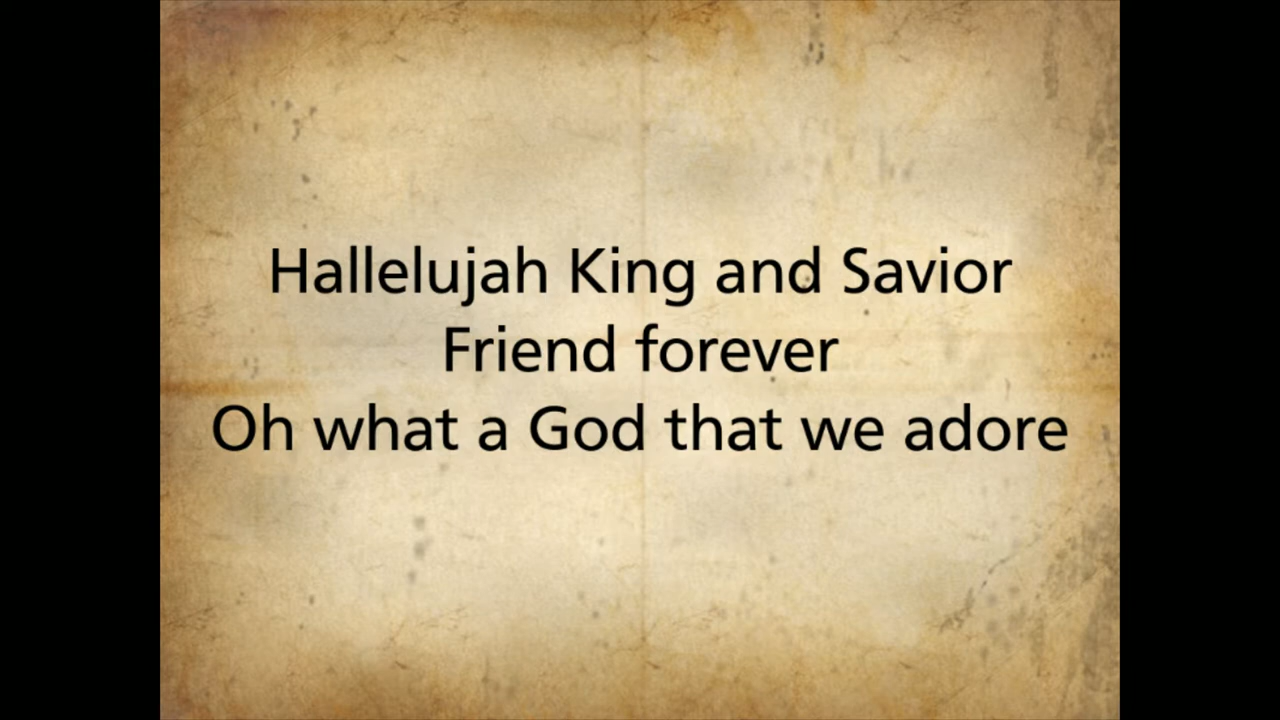 Hallelujah King and Savior
Friend forever
Oh what a God that we adore